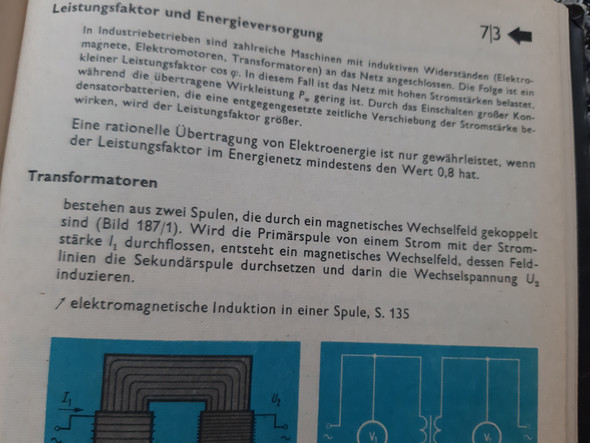 Leistungsfaktor und Energieversorgung
7|3
In Industriebetrieben sind zahlreiche Maschinen mit induktiven Widerständen (Elektro-
magnete, Elektromotoren, Transformatoren) an das Netz angeschlossen. Die Folge ist ein
kleiner Leistungsfaktor cos φ. In diesem Fall ist das Netz mit hohen Stromstärken belastet,
während die übertragene Wirkleistung Pw gering ist. Durch das Einschalten großer Kon-
densatorbatterien, die eine entgegengesetzte zeitliche Verschiebung der Stromstärke be-
wirken, wird der Leistungsfaktor größer.
Eine rationelle Übertragung von Elektroenergie ist nur gewährleistet, wenn
der Leistungsfaktor im Energienetz mindestens den Wert 0,8 hat.
Transformatoren
bestehen aus zwei Spulen, die durch ein magnetisches Wechselfeld gekoppelt
sind (Bild 187/1). Wird die Primärspule von einem Strom mit der Strom-
stärke I₁ durchflossen, entsteht ein magnetisches Wechselfeld, dessen Feld-
linien die Sekundärspule durchsetzen und darin die Wechselspannung U₂
induzieren.
↗ elektromagnetische Induktion in einer Spule, S. 135
I₁ U₂
~ ~ ~ V₁ V₂ ~